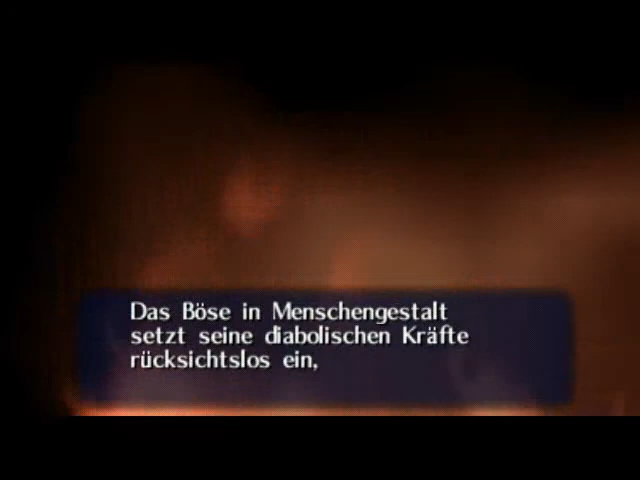 Das Böse in Menschengestalt
setzt seine diabolischen Kräfte
rücksichtslos ein,